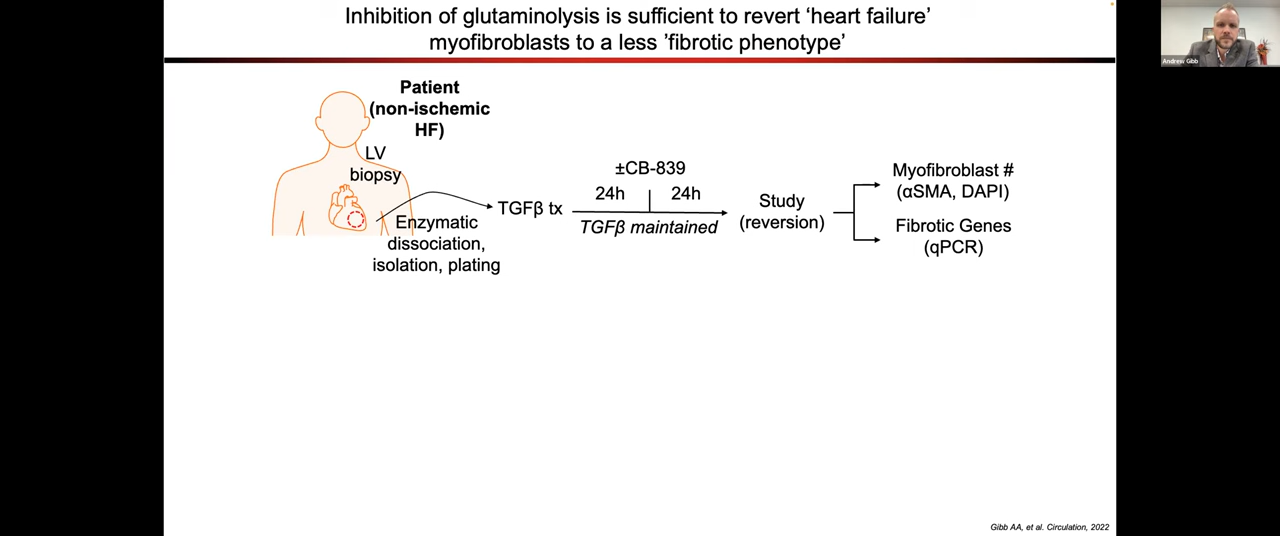 Inhibition of glutaminolysis is sufficient to revert ‘heart failure’
myofibroblasts to a less ’fibrotic phenotype’
Andrew Gibb
Patient
(non-ischemic
HF)
LV
biopsy
Enzymatic
dissociation,
isolation, plating
TGFβ tx
±CB-839
24h
24h
TGFβ maintained
Study
(reversion)
Myofibroblast #
(αSMA, DAPI)
Fibrotic Genes
(qPCR)
Gibb AA, et al. Circulation, 2022